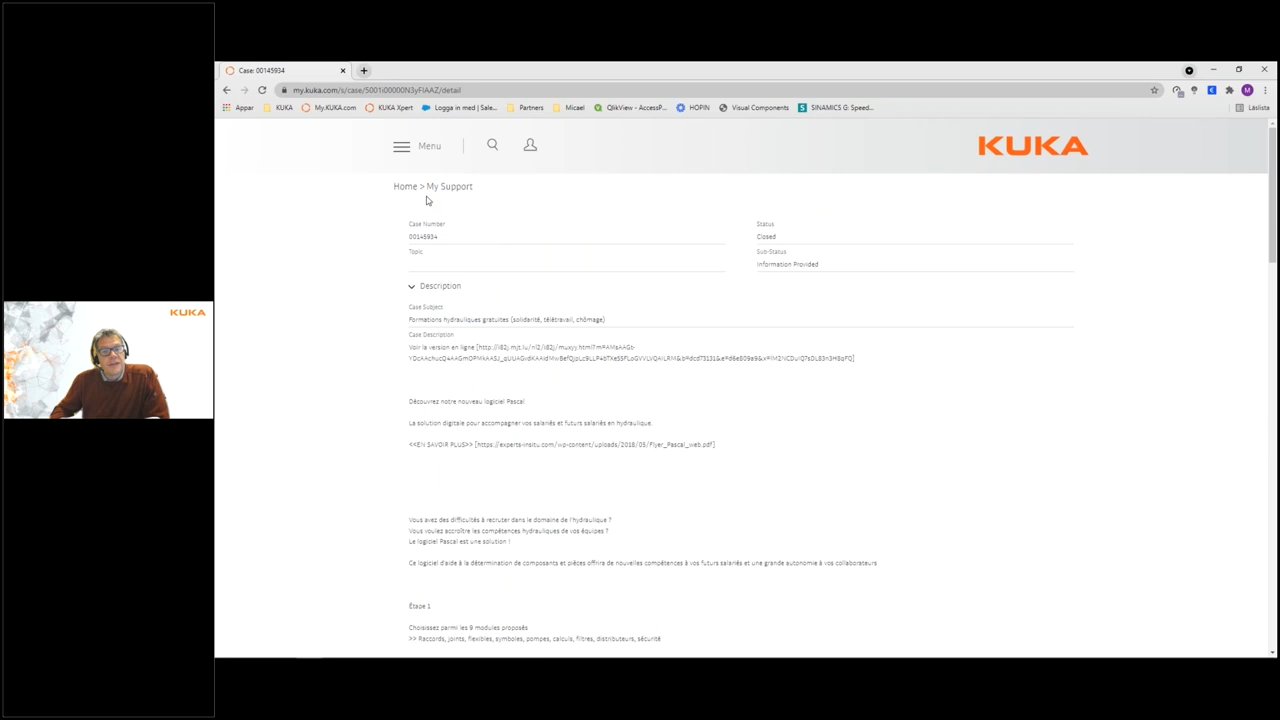 Case: 00145934
my.kuka.com/s/case/
/detail
Appar
KUKA
My.KUKA.com
KUKA Xpert
Logga in med | Sale...
Partners
Micael
QlikView - AccessP...
HOPIN
Visual Components
SINAMICS G: Speed...
Läslista
Menu
KUKA
Home > My Support
Case Number
00145934
Status
Closed
Topic
Sub-Status
Information Provided
Description
Case Subject
Formations hydrauliques gratuites (solidarité, télétravail, chômage)
Case Description
Voir la version en ligne
Découvrez notre nouveau logiciel Pascal
La solution digitale pour accompagner vos salariés et futurs salariés en hydraulique.
<<EN SAVOIR PLUS>> [https://experts-insitu.com/wp-content/uploads/2018/05/Flyer_Pascal_web.pdf]
Vous avez des difficultés à recruter dans le domaine de l'hydraulique ?
Vous voulez accroître les compétences hydrauliques de vos équipes ?
Le logiciel Pascal est une solution !
Ce logiciel d'aide à la détermination de composants et pièces offrira de nouvelles compétences à vos futurs salariés et une grande autonomie à vos collaborateurs
Étape 1
Choisissez parmi les 9 modules proposés
>> Raccords, joints, flexibles, symboles, pompes, calculs, filtres, distributeurs, sécurité
KUKA